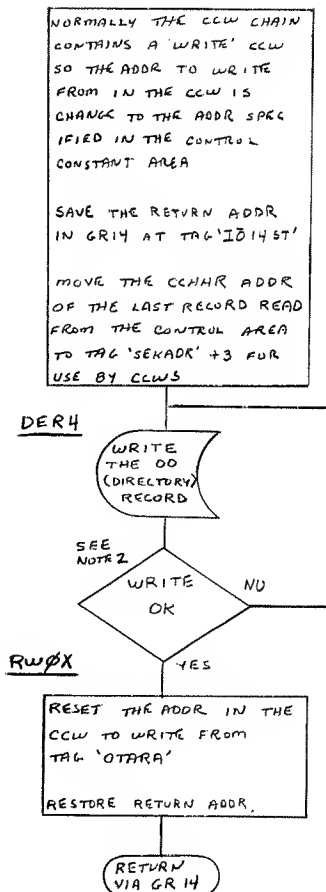 NORMALLY THE CCW CHAIN
CONTAINS A 'WRITE' CCW
SO THE ADDR TO WRITE
FROM IN THE CCW IS
CHANGE TO THE ADDR SPEC
IFIED IN THE CONTROL
CONSTANT AREA
SAVE THE RETURN ADDR
IN GR14 AT TAG 'IO14ST'
MOVE THE CCHHR ADDR
OF THE LAST RECORD READ
FROM THE CONTROL AREA
TO TAG 'SEKADR' +3 FOR
USE BY CCWS
DER4
WRITE
THE DD
(DIRECTORY)
RECORD
SEE
NOTE 2
WRITE
OK
NO
YES
RWØX
RESET THE ADDR IN THE
CCW TO WRITE FROM
TAG 'OTARA'
RESTORE RETURN ADDR.
RETURN
VIA GR 14